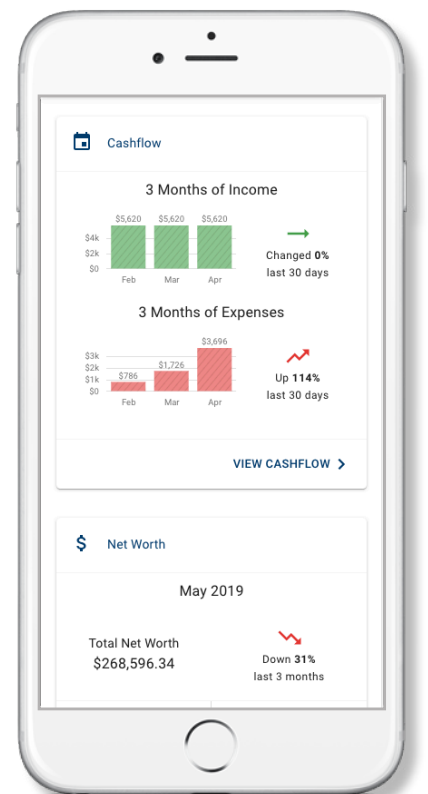 Cashflow
3 Months of Income
$5,620 $5,620 $5,620
$4k
$2k
$0
Feb Mar Apr
Changed 0%
last 30 days
3 Months of Expenses
$3,696
$1,726
$786
$3k
$2k
$1k
$0
Feb Mar Apr
Up 114%
last 30 days
VIEW CASHFLOW
$ Net Worth
May 2019
Total Net Worth
$268,596.34
Down 31%
last 3 months